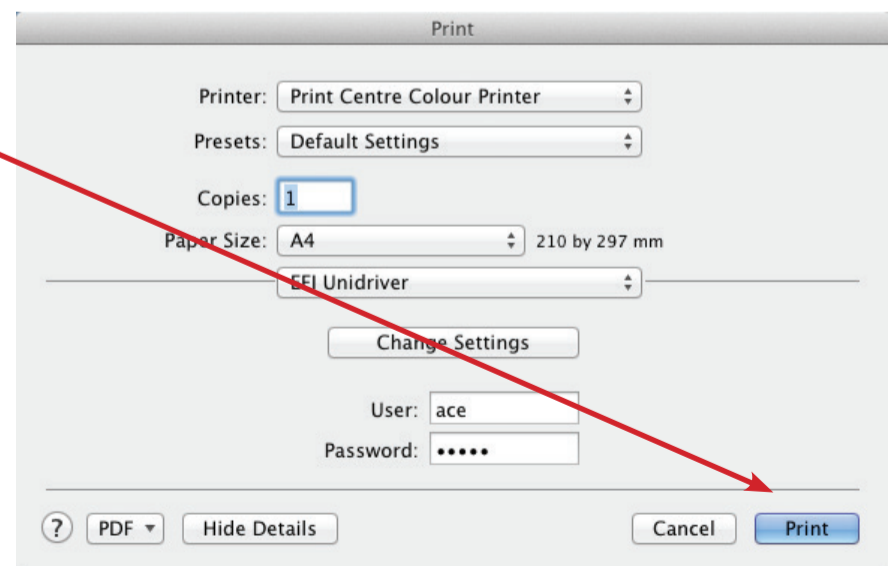 Print
Printer: Print Centre Colour Printer
Presets: Default Settings
Copies: 1
Paper Size: A4 210 by 297 mm
EFI Unidriver
Change Settings
User: ace
Password: •••••
? PDF Hide Details Cancel Print